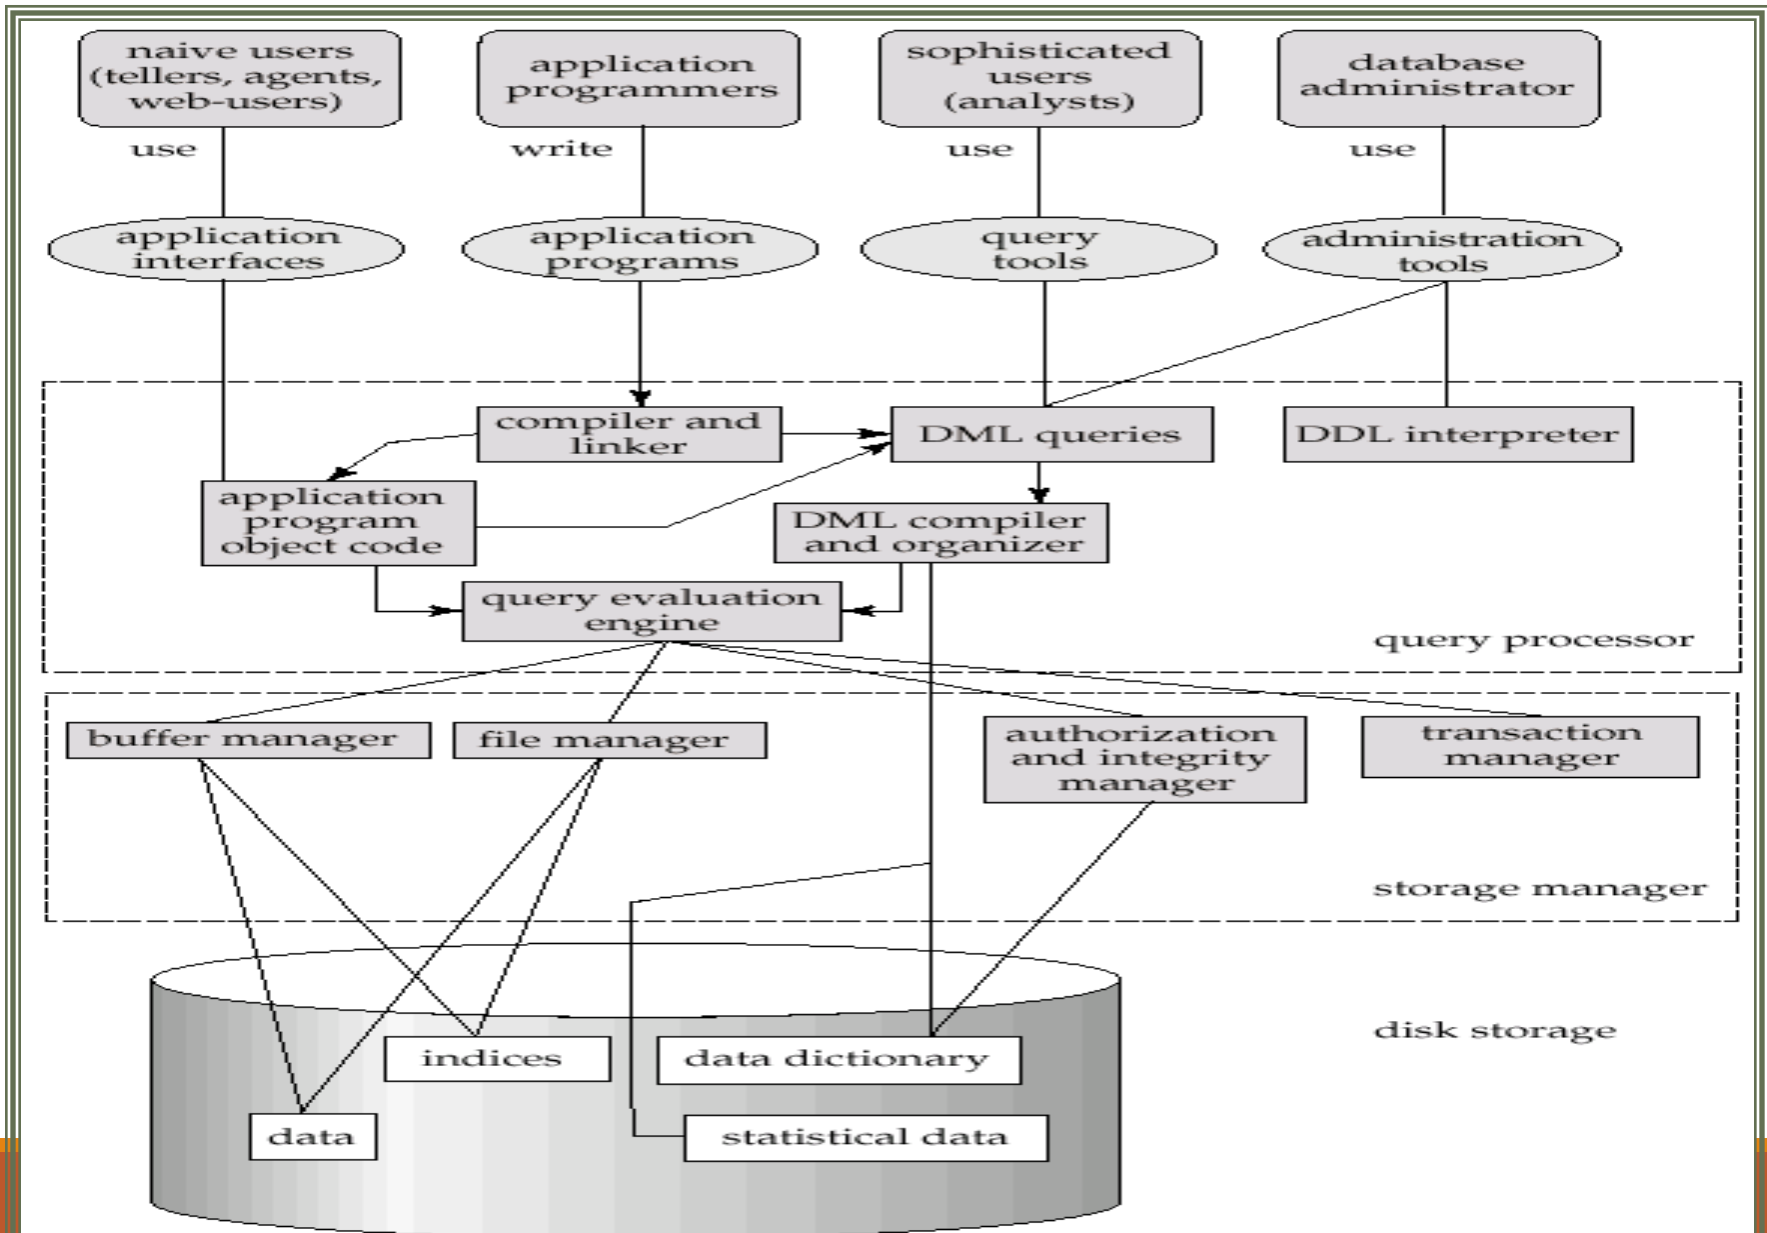 naive users
(tellers, agents,
web-users)
application
programmers
sophisticated
users
(analysts)
database
administrator
use
write
use
use
application
interfaces
application
programs
query
tools
administration
tools
compiler and
linker
DML queries
DDL interpreter
application
program
object code
DML compiler
and organizer
query evaluation
engine
query processor
buffer manager
file manager
authorization
and integrity
manager
transaction
manager
storage manager
disk storage
indices
data dictionary
data
statistical data